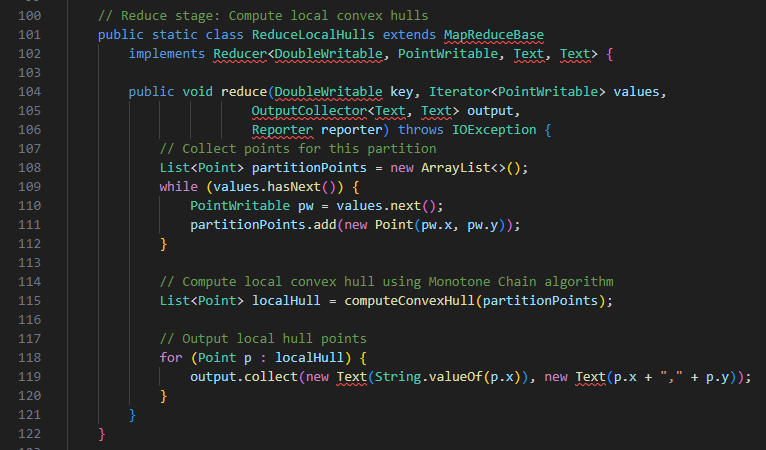 100 // Reduce stage: Compute local convex hulls
101 public static class ReduceLocalHulls extends MapReduceBase
102 implements Reducer<DoubleWritable, PointWritable, Text, Text> {
103
104 public void reduce(DoubleWritable key, Iterator<PointWritable> values,
105 OutputCollector<Text, Text> output,
106 Reporter reporter) throws IOException {
107 // Collect points for this partition
108 List<Point> partitionPoints = new ArrayList<>();
109 while (values.hasNext()) {
110 PointWritable pw = values.next();
111 partitionPoints.add(new Point(pw.x, pw.y));
112 }
113
114 // Compute local convex hull using Monotone Chain algorithm
115 List<Point> localHull = computeConvexHull(partitionPoints);
116
117 // Output local hull points
118 for (Point p : localHull) {
119 output.collect(new Text(String.valueOf(p.x)), new Text(p.x + "," + p.y));
120 }
121 }
122 }